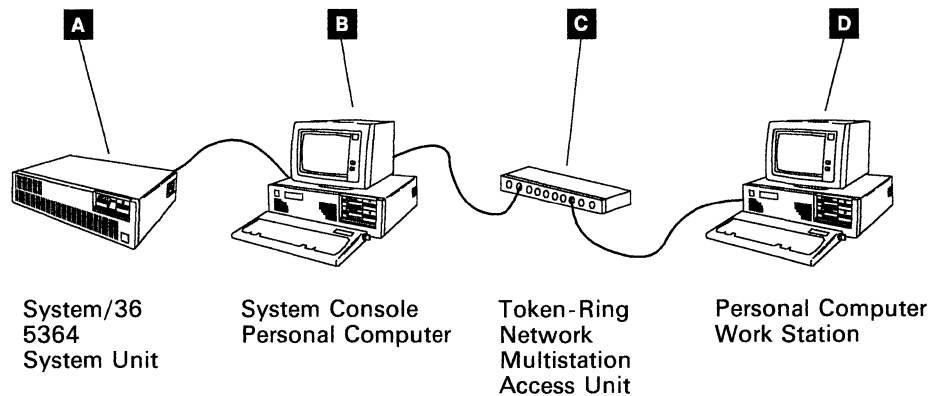 A
B
C
D
System/36
5364
System Unit
System Console
Personal Computer
Token-Ring
Network
Multistation
Access Unit
Personal Computer
Work Station